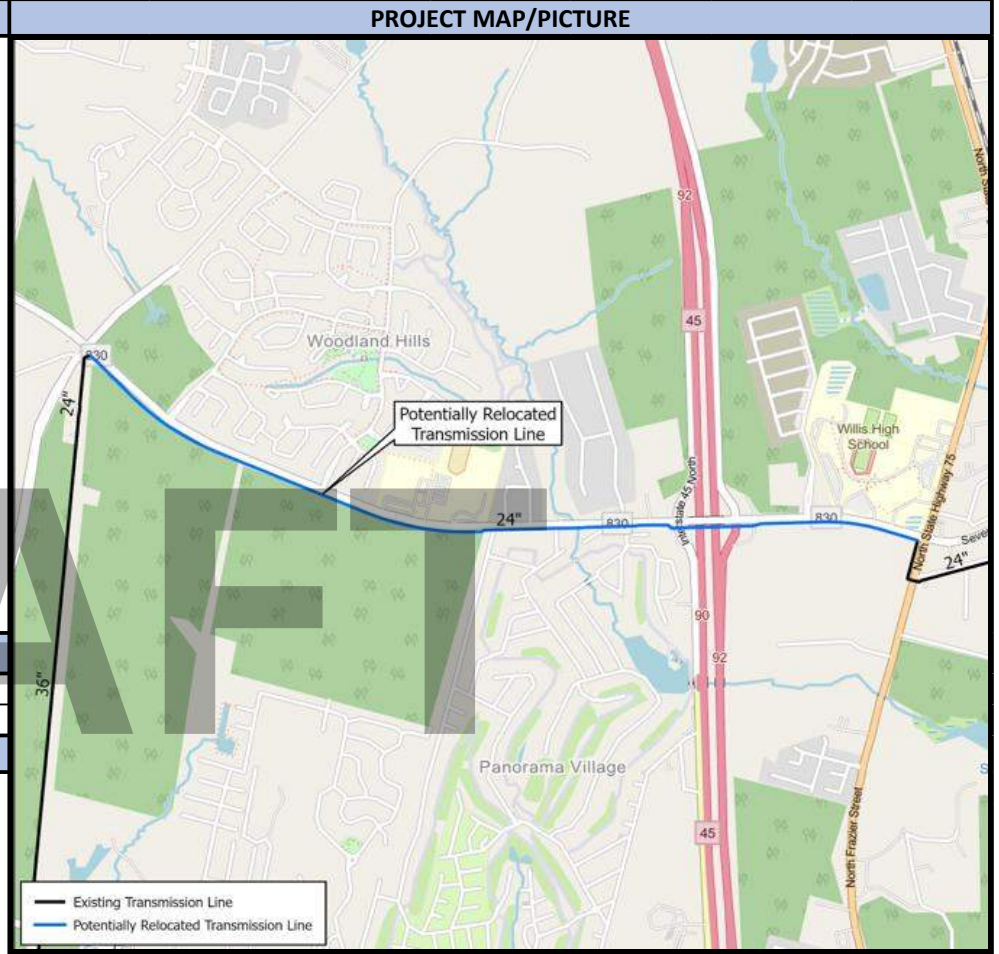 PROJECT MAP/PICTURE
92
45
Woodland Hills
830
24"
Potentially Relocated
Transmission Line
Willis High
School
North State Highway 75
Interstate 45 North
24"
830
830
24"
AFT
90
92
36"
Panorama Village
45
North Frazier Street
Existing Transmission Line
Potentially Relocated Transmission Line